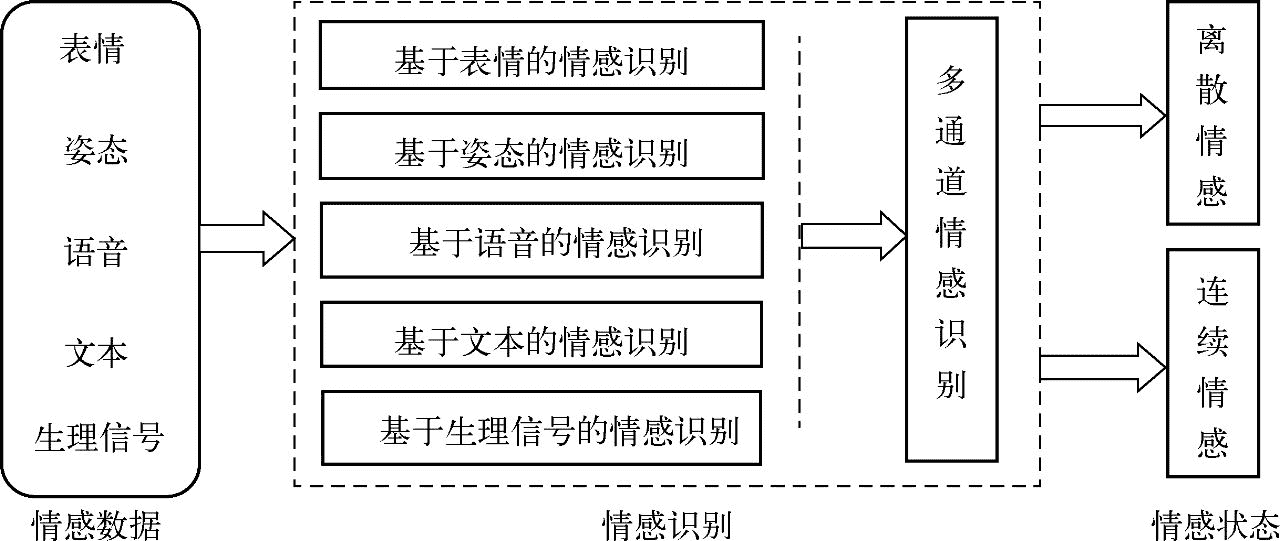 表情
姿态
语音
文本
生理信号
情感数据
基于表情的情感识别
基于姿态的情感识别
基于语音的情感识别
基于文本的情感识别
基于生理信号的情感识别
多通道情感识别
情感识别
离散情感
连续情感
情感状态